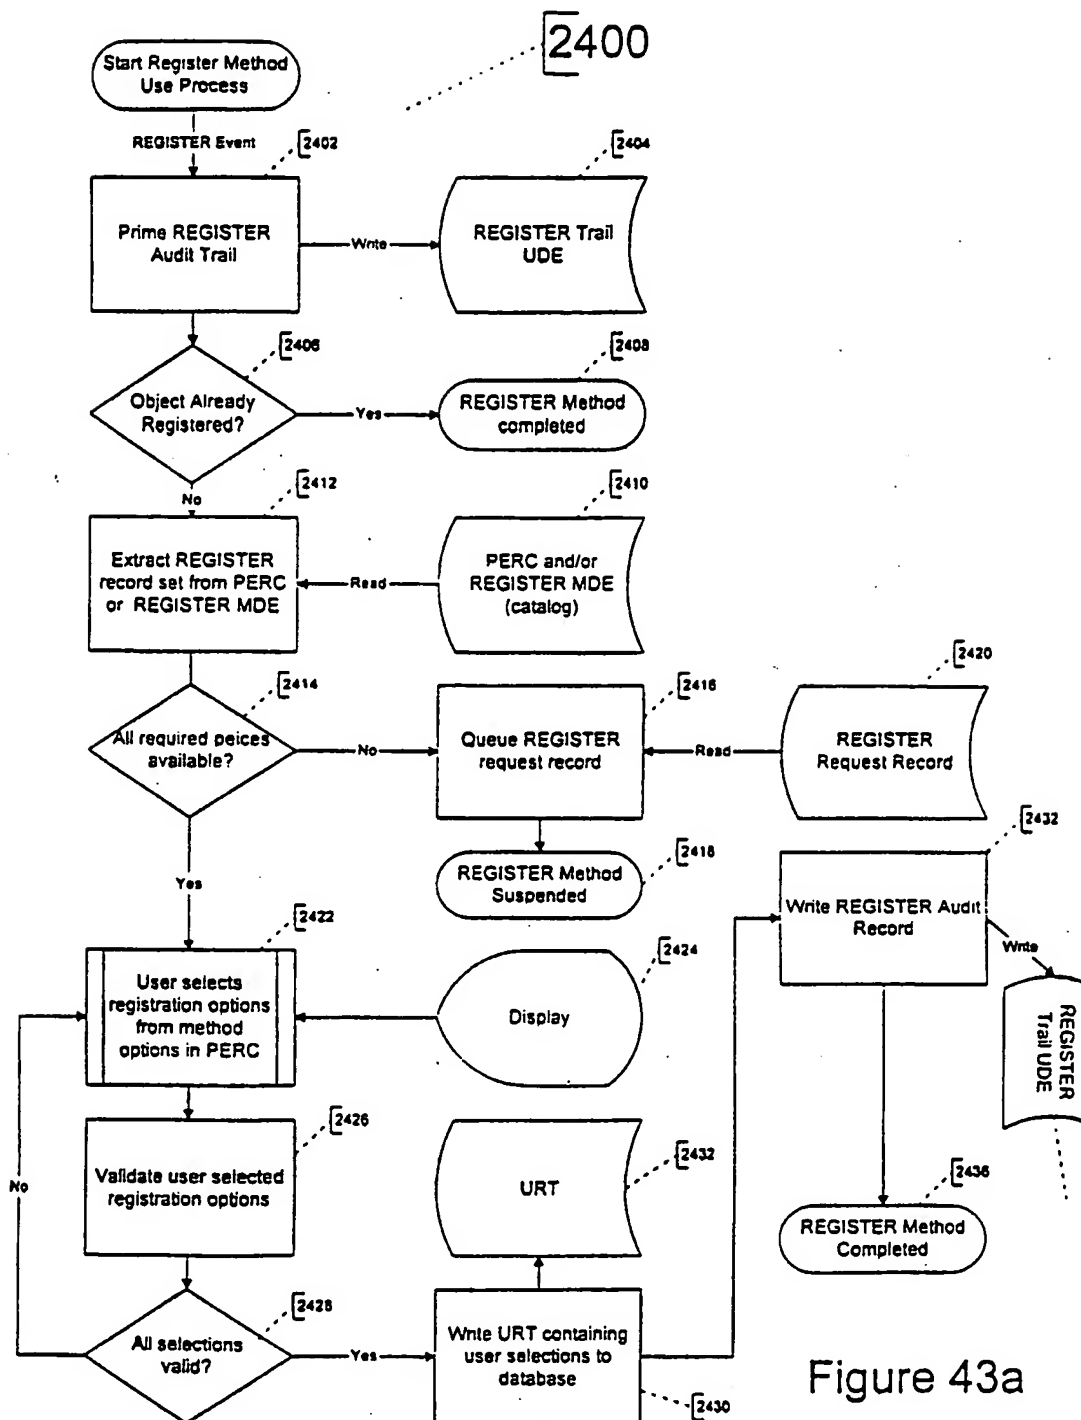 2400
Start Register Method
Use Process
REGISTER Event
2402
2404
Prime REGISTER
Audit Trail
Write
REGISTER Trail
UDE
2406
2408
Object Already
Registered?
Yes
REGISTER Method
completed
No
2412
2410
Extract REGISTER
record set from PERC
or REGISTER MDE
Read
PERC and/or
REGISTER MDE
(catalog)
2414
2416
2420
All required peices
available?
No
Queue REGISTER
request record
Read
REGISTER
Request Record
2418
REGISTER Method
Suspended
2432
Write REGISTER Audit
Record
Write
REGISTER
Trail UDE
Yes
2422
2424
User selects
registration options
from method
options in PERC
Display
2426
2432
No
Validate user selected
registration options
URT
2436
REGISTER Method
Completed
2428
All selections
valid?
Yes
Write URT containing
user selections to
database
2430
Figure 43a